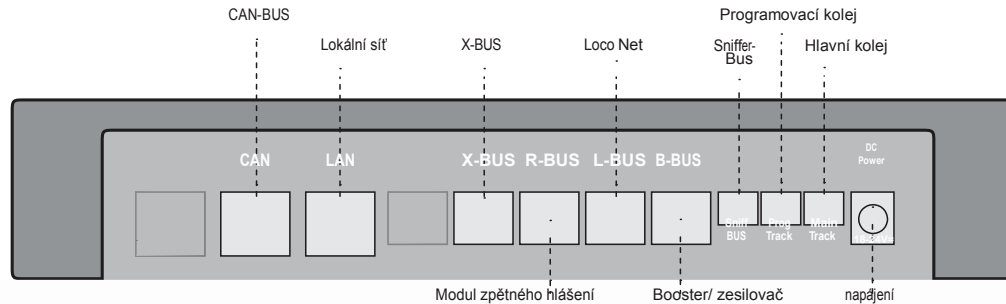 CAN-BUS
Programovací kolej
Lokální síť
X-BUS
Loco Net
Sniffer-
Bus
Hlavní kolej
CAN
LAN
X-BUS
R-BUS
L-BUS
B-BUS
DC
Power
Sniff
BUS
Prog
Track
Main
Track
Modul zpětného hlášení
Booster/ zesilovač
napájení